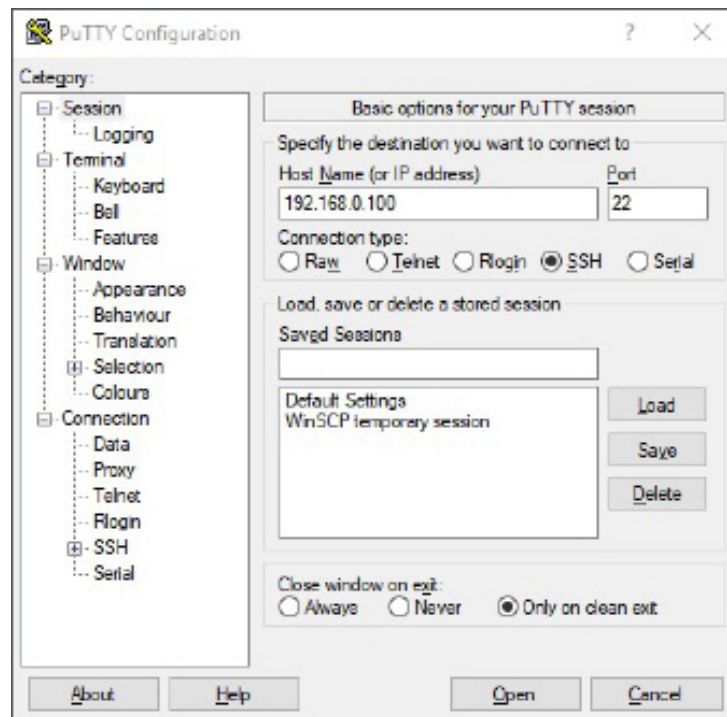 PuTTY Configuration
?
Category:
Session
Logging
Terminal
Keyboard
Bell
Features
Window
Appearance
Behaviour
Translation
Selection
Colours
Connection
Data
Proxy
Telnet
Rlogin
SSH
Serial
Basic options for your PuTTY session
Specify the destination you want to connect to
Host Name (or IP address) Port
192.168.0.100 22
Connection type:
Raw Telnet Rlogin SSH Serial
Load, save or delete a stored session
Saved Sessions
Default Settings
WinSCP temporary session
Load
Save
Delete
Close window on exit:
Always Never Only on clean exit
About Help Open Cancel